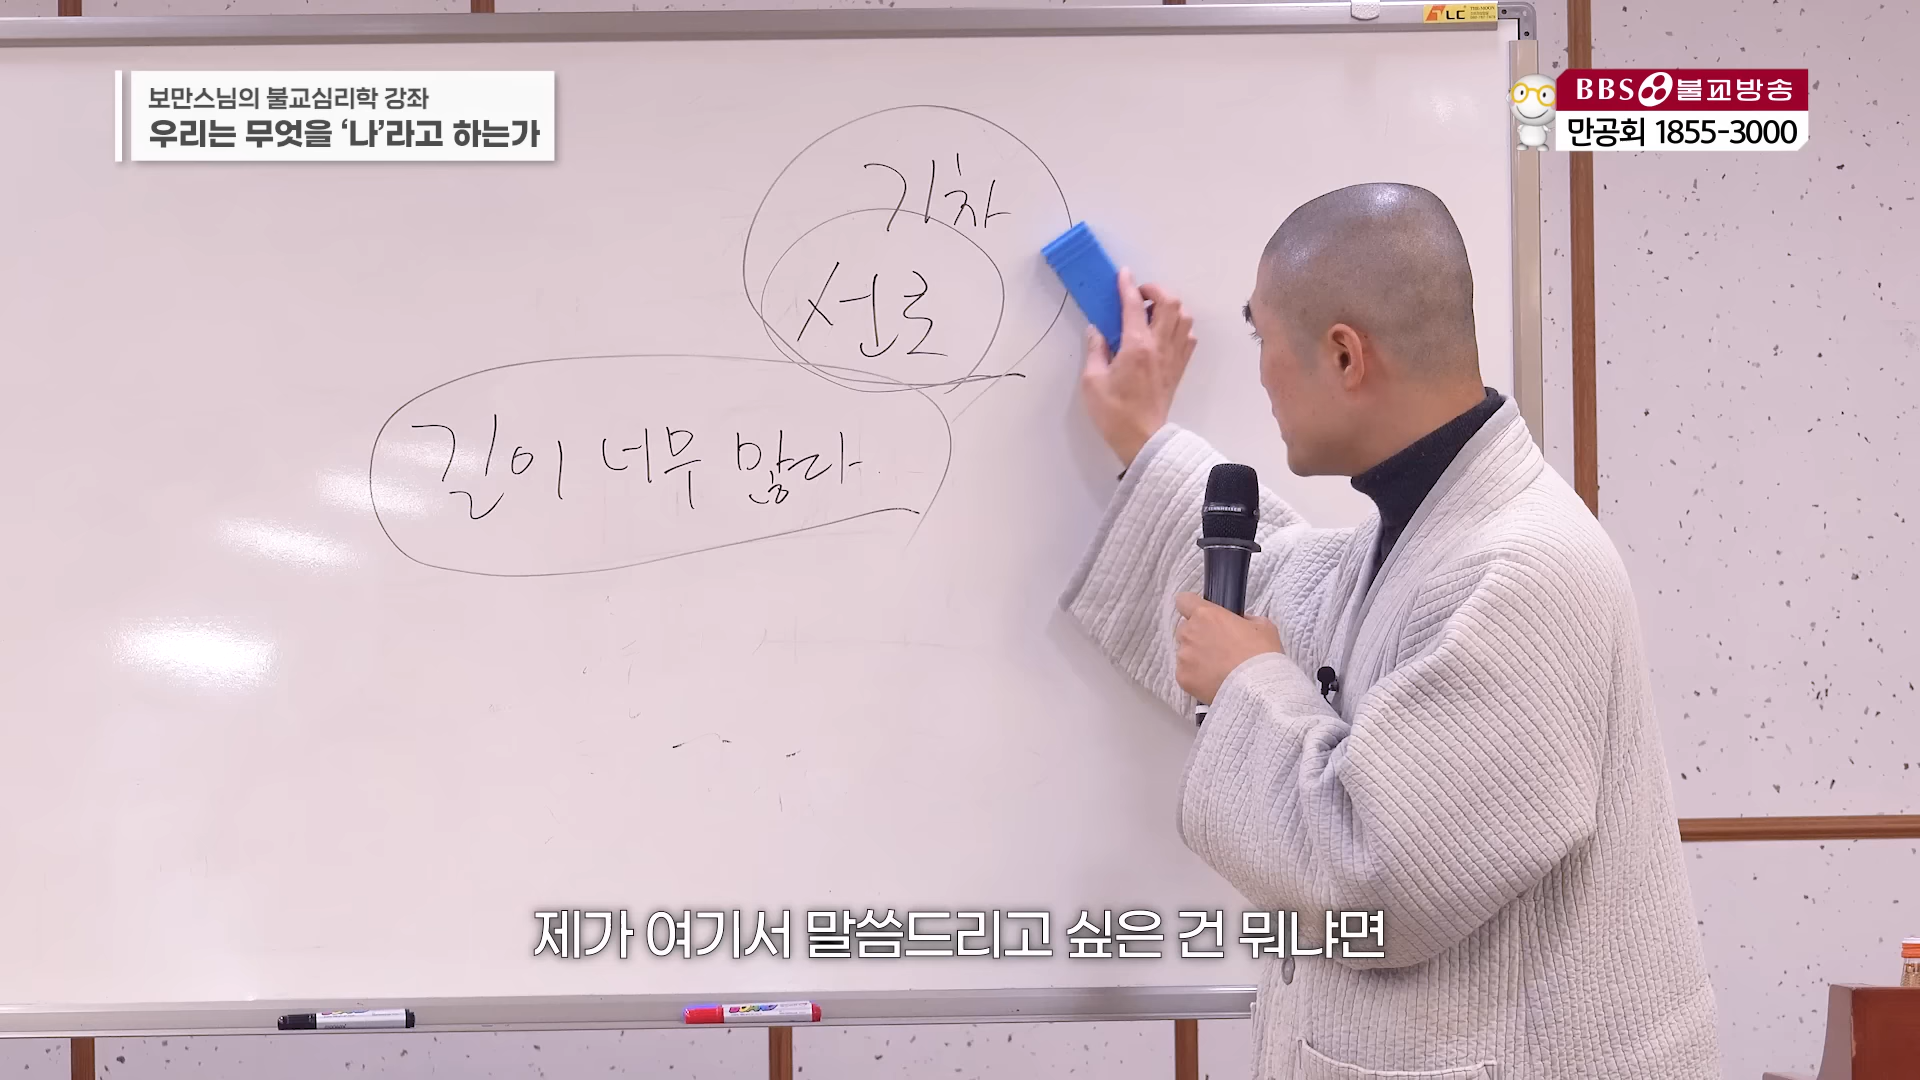 보만스님의 불교심리학 강좌
우리는 무엇을 ‘나’라고 하는가
BBS 불교방송
만공회 1855-3000
LC
기차
선로
길이 너무 많다
SENNHEISER
제가 여기서 말씀드리고 싶은 건 뭐냐면